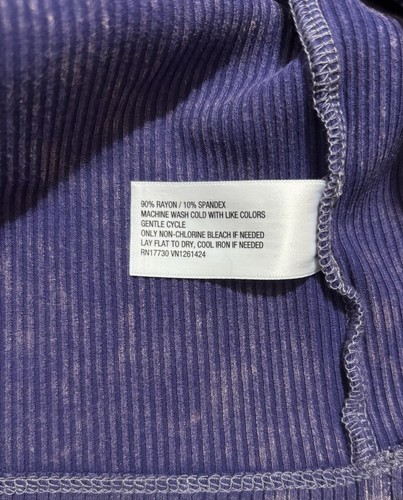 90% RAYON / 10% SPANDEX
MACHINE WASH COLD WITH LIKE COLORS
GENTLE CYCLE
ONLY NON-CHLORINE BLEACH IF NEEDED
LAY FLAT TO DRY, COOL IRON IF NEEDED
RN17730 VN1261424